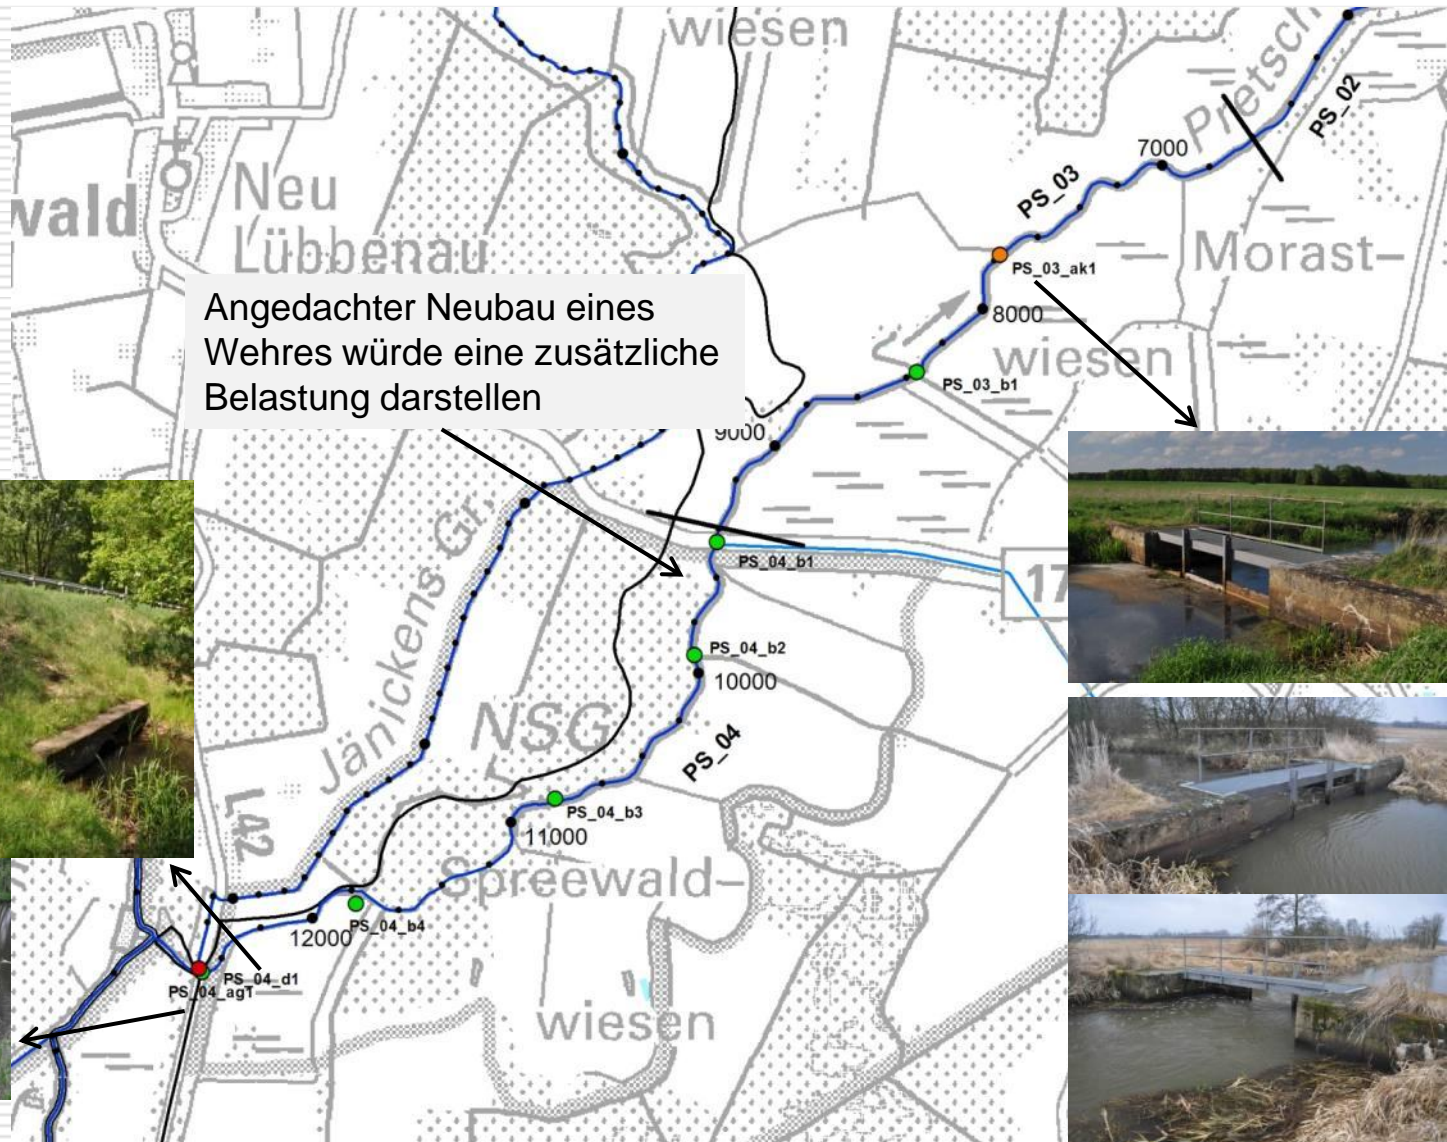 wiesen
Pretsch
PS_02
7000
PS_03
wald
Neu
Lübbenau
Morast-
PS_03_ak1
Angedachter Neubau eines
Wehres würde eine zusätzliche
Belastung darstellen
8000
wiesen
PS_03_b1
9000
PS_04_b1
17
Jänickens Gr.
PS_04_b2
10000
NSG
PS_04
L42
PS_04_b3
11000
Spreewald-
PS_04_b4
12000
PS_04_d1
PS_04_ag1
wiesen